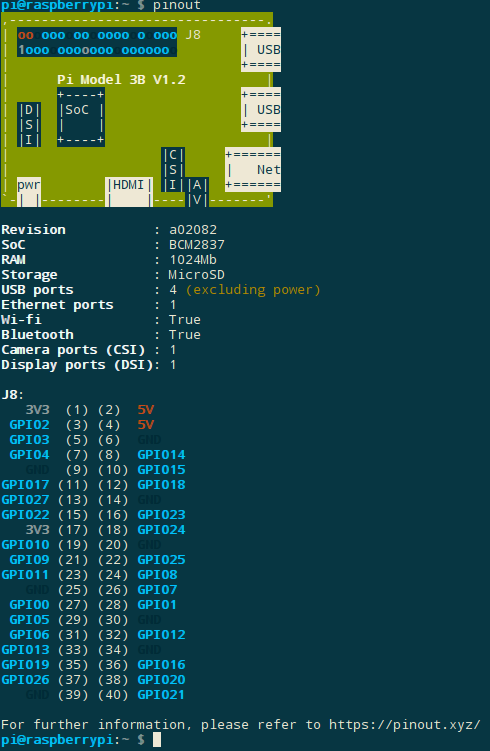 pi@raspberrypi:~ $ pinout
,--------------------------------.
| oo ooo oo oooo o ooo J8     +====
| 1ooo ooooooo oooooo         | USB
|                             +====
|      Pi Model 3B V1.2          |
|      +----+                 +====
| |D|  |SoC |                 | USB
| |S|  |    |                 +====
| |I|  +----+                    |
|                   |C|     +======
|                   |S|     |   Net
| pwr        |HDMI| |I||A|  +======
`-| |--------|    |----|V|-------'

Revision           : a02082
SoC                : BCM2837
RAM                : 1024Mb
Storage            : MicroSD
USB ports          : 4 (excluding power)
Ethernet ports     : 1
Wi-fi              : True
Bluetooth          : True
Camera ports (CSI) : 1
Display ports (DSI): 1

J8:
   3V3  (1) (2)  5V
 GPIO2  (3) (4)  5V
 GPIO3  (5) (6)  GND
 GPIO4  (7) (8)  GPIO14
   GND  (9) (10) GPIO15
GPIO17 (11) (12) GPIO18
GPIO27 (13) (14) GND
GPIO22 (15) (16) GPIO23
   3V3 (17) (18) GPIO24
GPIO10 (19) (20) GND
 GPIO9 (21) (22) GPIO25
GPIO11 (23) (24) GPIO8
   GND (25) (26) GPIO7
 GPIO0 (27) (28) GPIO1
 GPIO5 (29) (30) GND
 GPIO6 (31) (32) GPIO12
GPIO13 (33) (34) GND
GPIO19 (35) (36) GPIO16
GPIO26 (37) (38) GPIO20
   GND (39) (40) GPIO21

For further information, please refer to https://pinout.xyz/
pi@raspberrypi:~ $